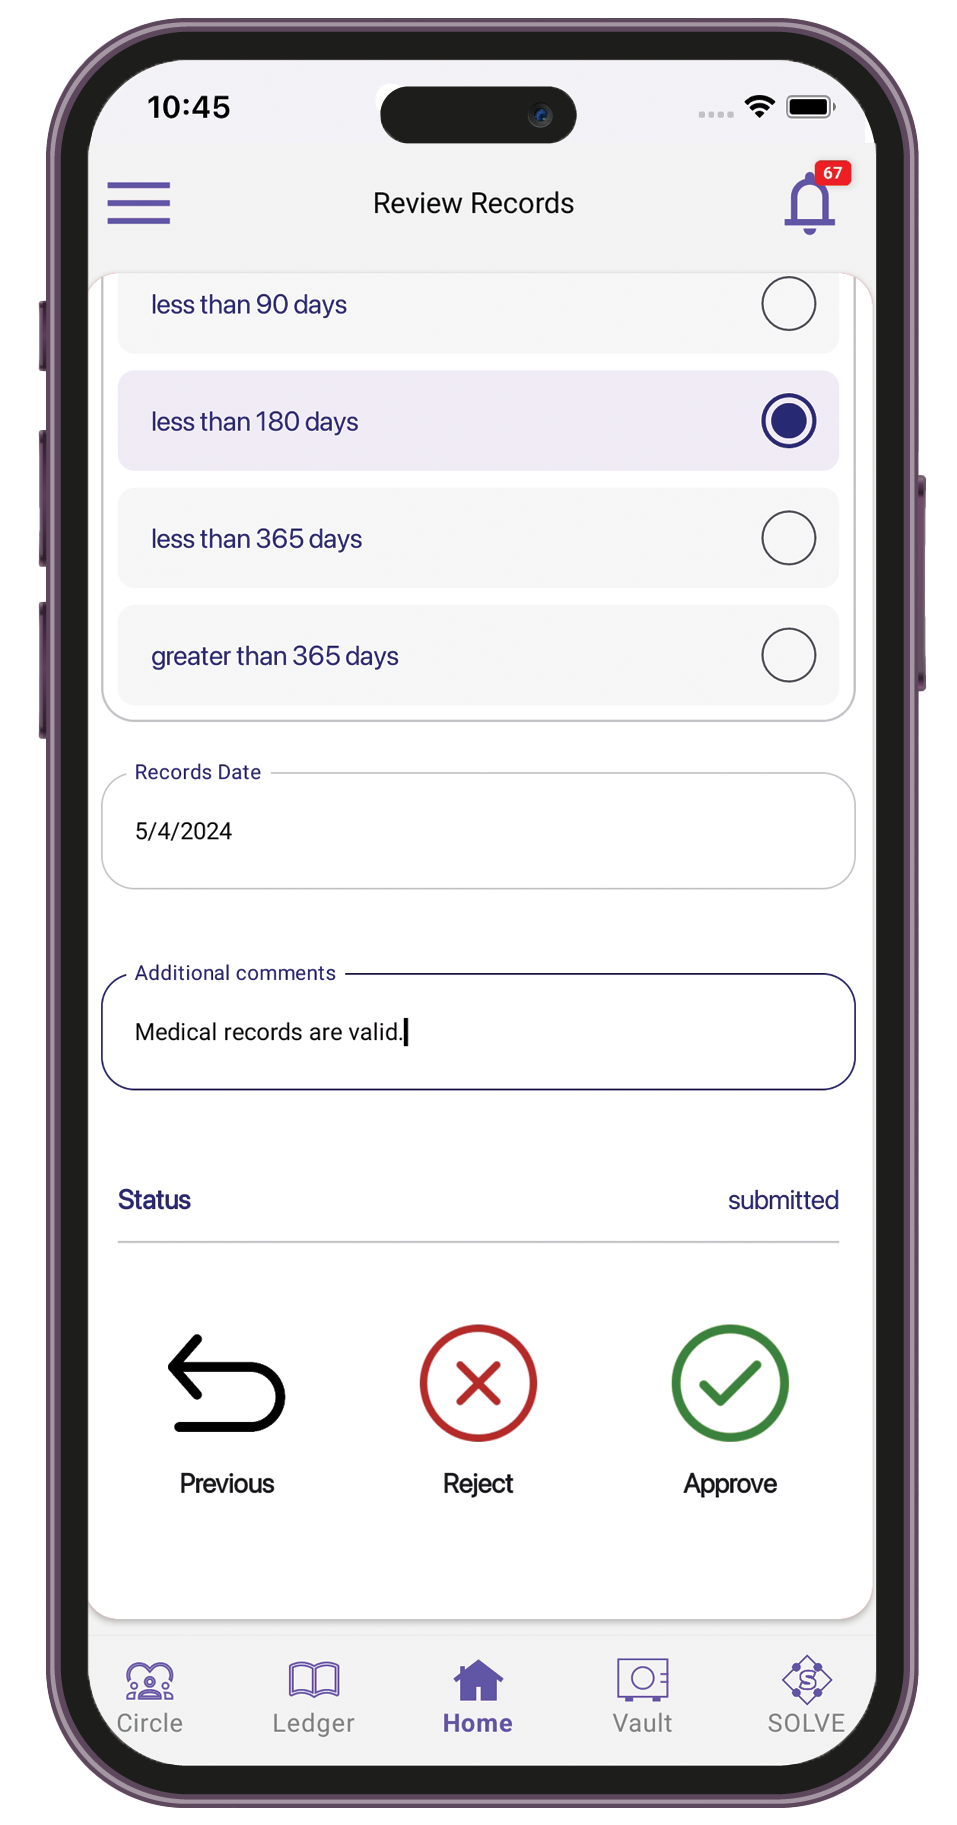 10:45
67
Review Records
less than 90 days
less than 180 days
less than 365 days
greater than 365 days
Records Date
5/4/2024
Additional comments
Medical records are valid.
Status submitted
Previous Reject Approve
S
Circle Ledger Home Vault SOLVE